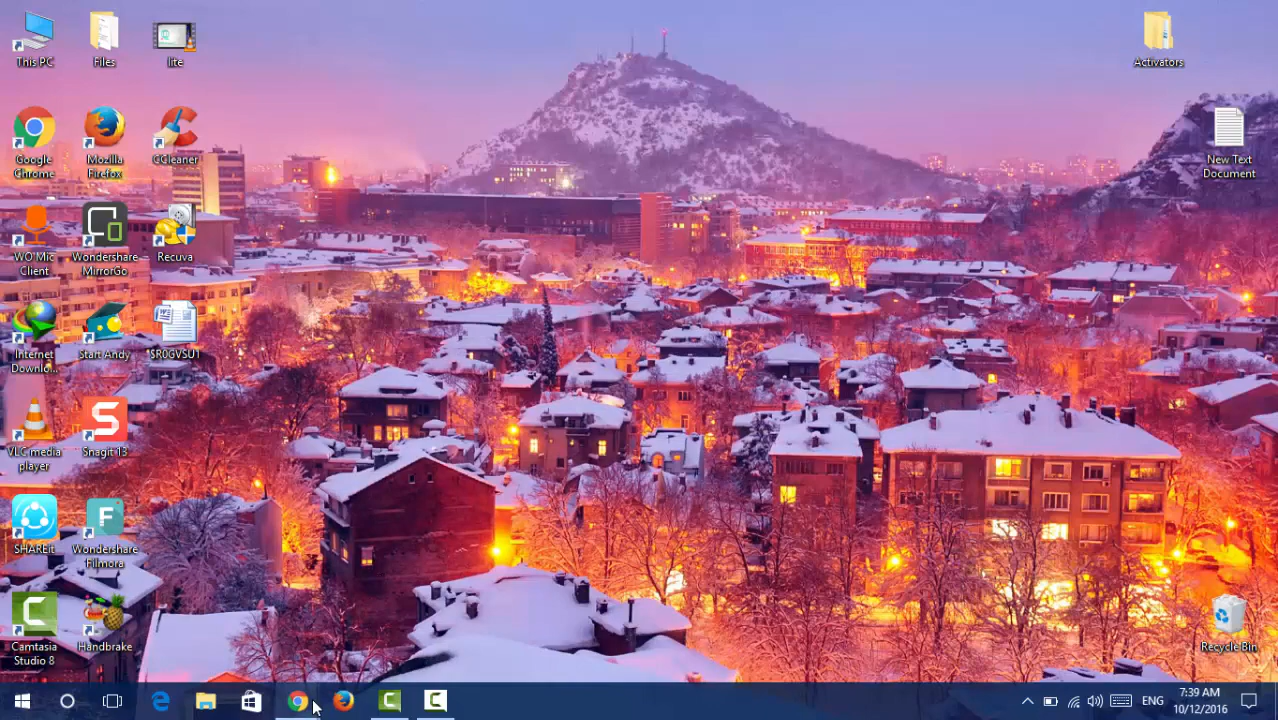 This PC
Files
lite
Activators
Google
Chrome
Mozilla
Firefox
CCleaner
New Text
Document
WO Mic
Client
Wondershare
MirrorGo
Recuva
Internet
Downlo...
Start Andy
$R0GVSU1
VLC media
player
Snagit 13
SHAREit
Wondershare
Filmora
Camtasia
Studio 8
Handbrake
Recycle Bin
ENG
7:39 AM
10/12/2016